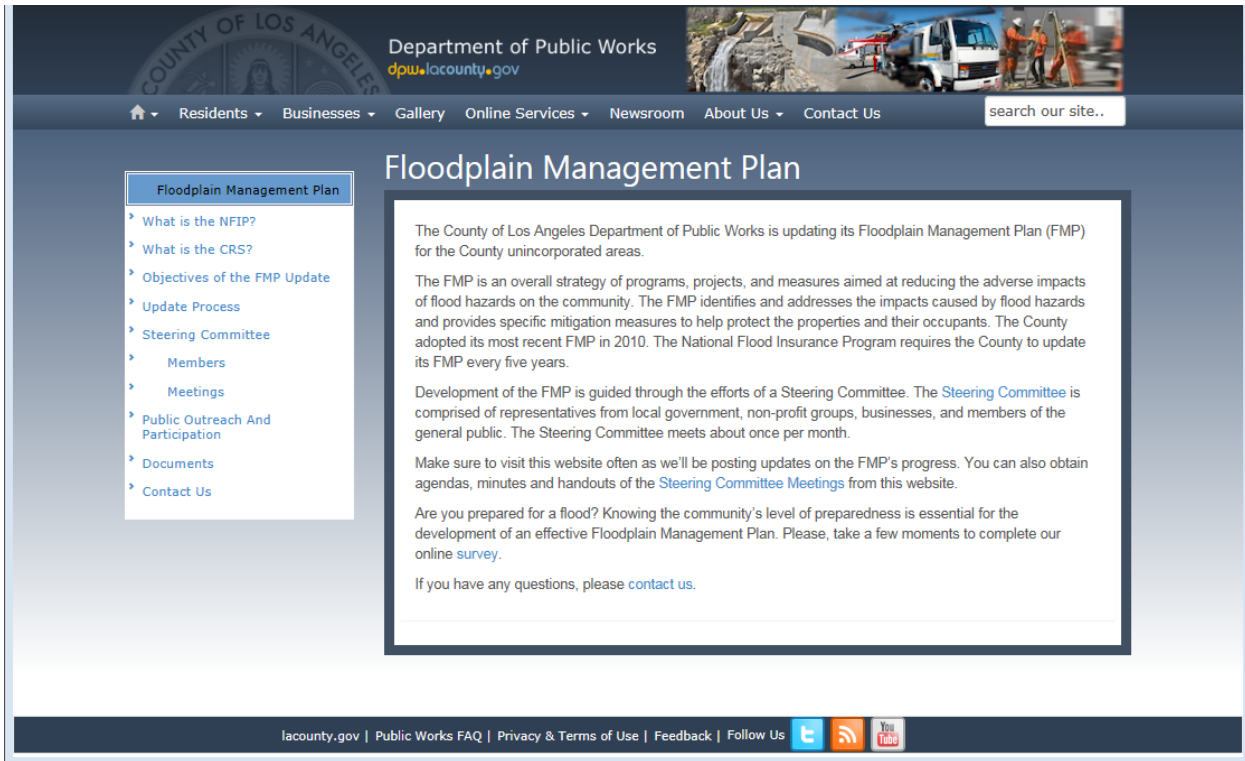 COUNTY OF LOS ANGELES
Department of Public Works
dpw.lacounty.gov
Residents Businesses Gallery Online Services Newsroom About Us Contact Us search our site..
Floodplain Management Plan
Floodplain Management Plan
What is the NFIP?
What is the CRS?
Objectives of the FMP Update
Update Process
Steering Committee
Members
Meetings
Public Outreach And
Participation
Documents
Contact Us
The County of Los Angeles Department of Public Works is updating its Floodplain Management Plan (FMP)
for the County unincorporated areas.
The FMP is an overall strategy of programs, projects, and measures aimed at reducing the adverse impacts
of flood hazards on the community. The FMP identifies and addresses the impacts caused by flood hazards
and provides specific mitigation measures to help protect the properties and their occupants. The County
adopted its most recent FMP in 2010. The National Flood Insurance Program requires the County to update
its FMP every five years.
Development of the FMP is guided through the efforts of a Steering Committee. The Steering Committee is
comprised of representatives from local government, non-profit groups, businesses, and members of the
general public. The Steering Committee meets about once per month.
Make sure to visit this website often as we'll be posting updates on the FMP's progress. You can also obtain
agendas, minutes and handouts of the Steering Committee Meetings from this website.
Are you prepared for a flood? Knowing the community's level of preparedness is essential for the
development of an effective Floodplain Management Plan. Please, take a few moments to complete our
online survey.
If you have any questions, please contact us.
lacounty.gov | Public Works FAQ | Privacy & Terms of Use | Feedback | Follow Us
You
Tube